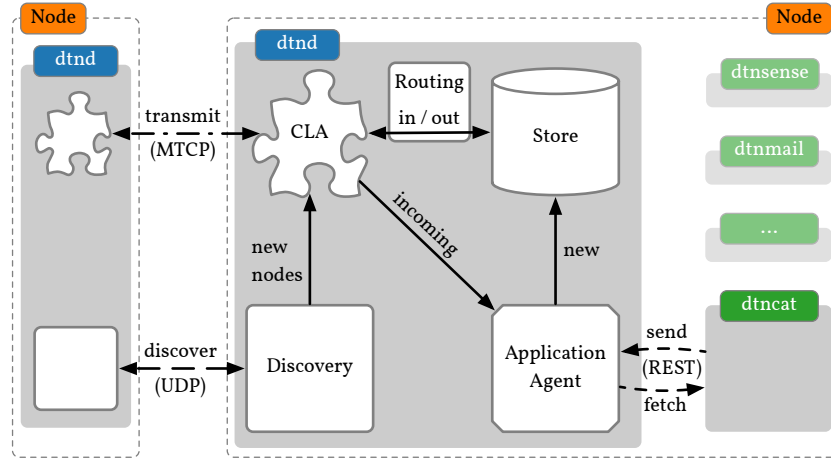 Node
Node
dtnd
dtnd
dtnsense
Routing
in / out
transmit
(MTCP)
CLA
Store
dtnmail
incoming
new
nodes
new
...
dtncat
discover
(UDP)
Discovery
Application
Agent
send
(REST)
fetch